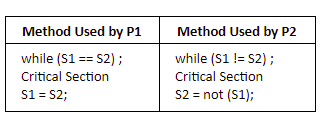 Method Used by P1
Method Used by P2
while (S1 == S2) ;
Critical Section
S1 = S2;
while (S1 != S2) ;
Critical Section
S2 = not (S1);